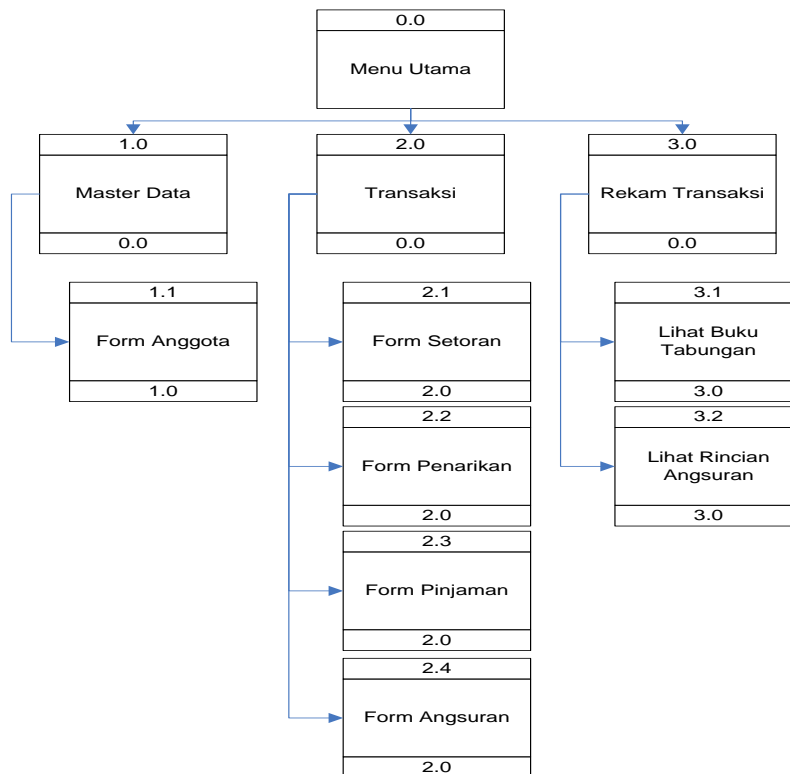 0.0
Menu Utama
1.0
Master Data
0.0
2.0
Transaksi
0.0
3.0
Rekam Transaksi
0.0
1.1
Form Anggota
1.0
2.1
Form Setoran
2.0
2.2
Form Penarikan
2.0
2.3
Form Pinjaman
2.0
2.4
Form Angsuran
2.0
3.1
Lihat Buku
Tabungan
3.0
3.2
Lihat Rincian
Angsuran
3.0